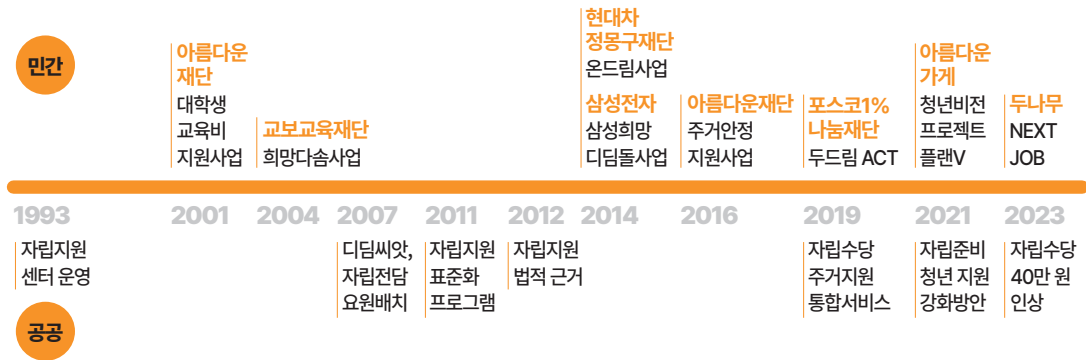 민간
아름다운
재단
대학생
교육비
지원사업
교보교육재단
희망다솜사업
현대차
정몽구재단
온드림사업
삼성전자
삼성희망
디딤돌사업
아름다운재단
주거안정
지원사업
포스코1%
나눔재단
두드림 ACT
아름다운
가게
청년비전
프로젝트
플랜V
두나무
NEXT
JOB
1993 2001 2004 2007 2011 2012 2014 2016 2019 2021 2023
자립지원
센터 운영
디딤씨앗,
자립전담
요원배치
자립지원
표준화
프로그램
자립지원
법적 근거
자립수당
주거지원
통합서비스
자립준비
청년 지원
강화방안
자립수당
40만 원
인상
공공